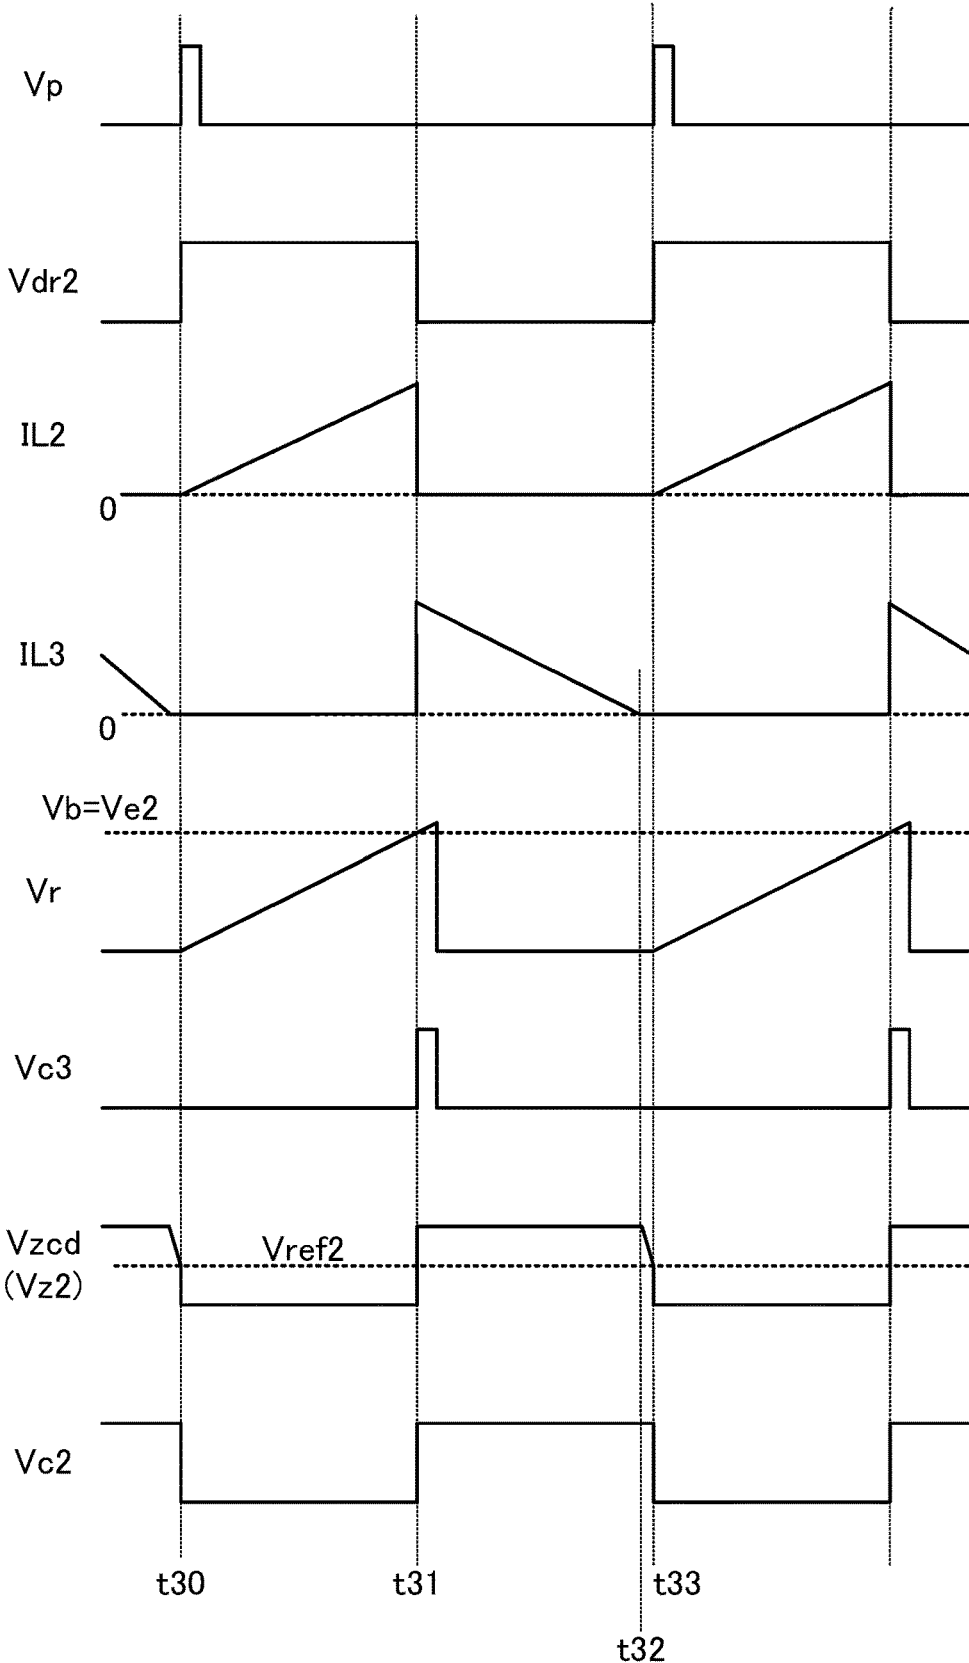 Vp
Vdr2
IL2
0
IL3
0
Vb=Ve2
Vr
Vc3
Vzcd
(Vz2)
Vref2
Vc2
t30
t31
t33
t32